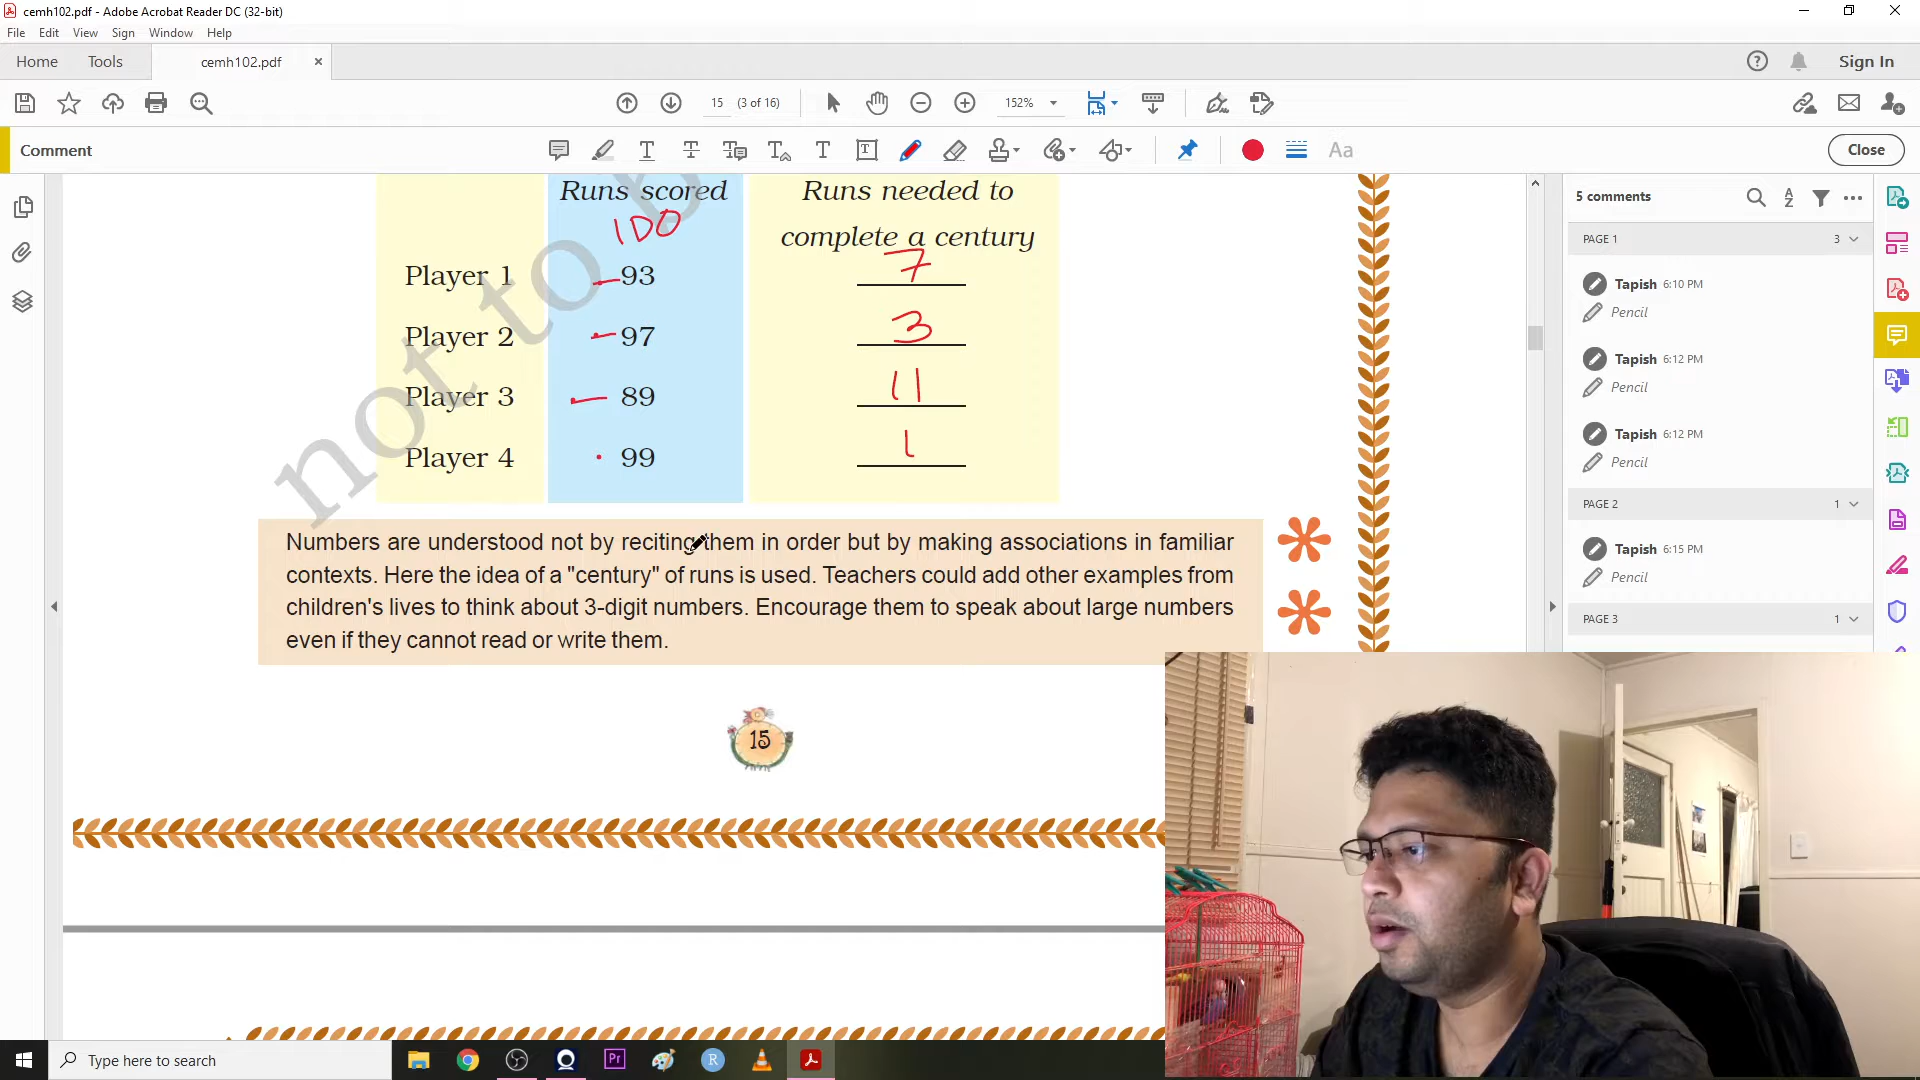 cemh102.pdf - Adobe Acrobat Reader DC (32-bit)
File Edit View Sign Window Help
Home Tools cemh102.pdf × Sign In
15 (3 of 16) 152%
Comment Aa Close
Runs scored Runs needed to
complete a century
100
Player 1 93 7
Player 2 97 3
Player 3 89 11
Player 4 99 1
not to b
Numbers are understood not by reciting them in order but by making associations in familiar
contexts. Here the idea of a "century" of runs is used. Teachers could add other examples from
children's lives to think about 3-digit numbers. Encourage them to speak about large numbers
even if they cannot read or write them.
15
5 comments
PAGE 1 3
Tapish 6:10 PM
Pencil
Tapish 6:12 PM
Pencil
Tapish 6:12 PM
Pencil
PAGE 2 1
Tapish 6:15 PM
Pencil
PAGE 3 1
Type here to search
Pr
R